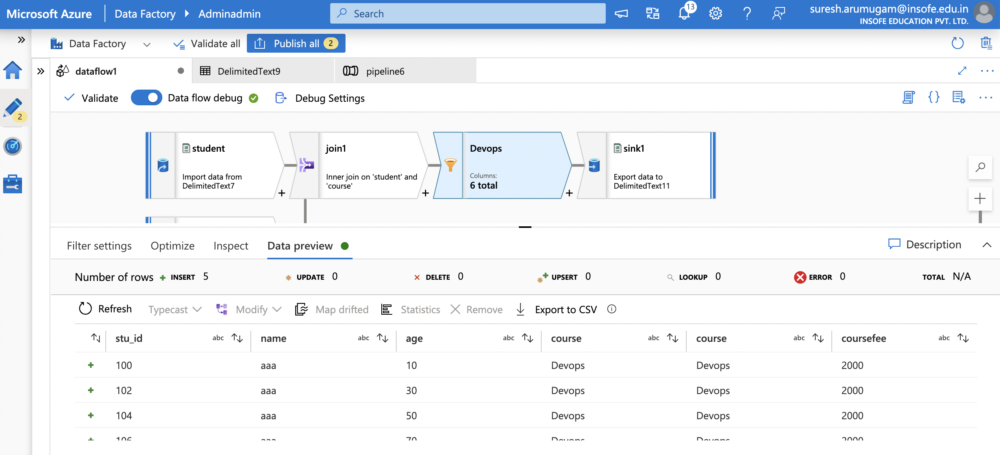 Microsoft Azure
Data Factory
Adminadmin
Search
13
suresh.arumugam@insofe.edu.in
INSOFE EDUCATION PVT. LTD.
Data Factory
Validate all
Publish all 2
2
dataflow1
DelimitedText9
pipeline6
Validate
Data flow debug
Debug Settings
student
Import data from
DelimitedText7
join1
Inner join on 'student' and
'course'
Devops
Columns:
6 total
sink1
Export data to
DelimitedText11
Filter settings
Optimize
Inspect
Data preview
Description
Number of rows INSERT 5 UPDATE 0 DELETE 0 UPSERT 0 LOOKUP 0 ERROR 0 TOTAL N/A
Refresh Typecast Modify Map drifted Statistics Remove Export to CSV
stu_id abc name abc age abc course abc course abc coursefee abc
100 aaa 10 Devops Devops 2000
102 aaa 30 Devops Devops 2000
104 aaa 50 Devops Devops 2000
106 aaa 70 Devops Devops 2000